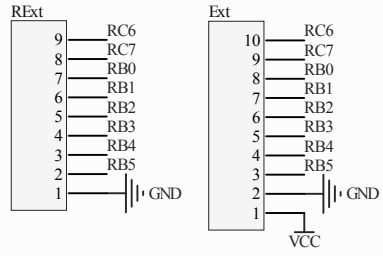 RExt
9 RC6
8 RC7
7 RB0
6 RB1
5 RB2
4 RB3
3 RB4
2 RB5
1 GND
Ext
10 RC6
9 RC7
8 RB0
7 RB1
6 RB2
5 RB3
4 RB4
3 RB5
2 GND
1
VCC